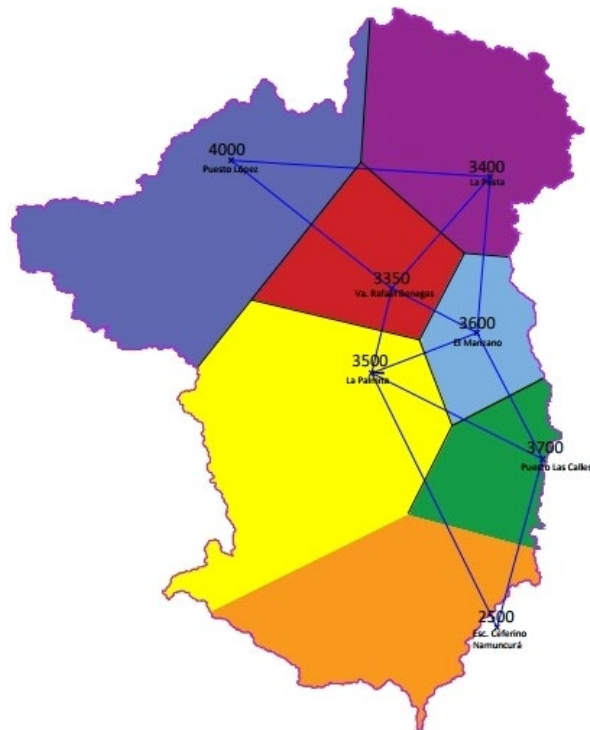 4000
Puesto López
3400
La Posta
3350
Va. Rafael Benegas
3600
El Manzano
3500
La Palmita
3700
Puesto Las Calles
2500
Esc. Ceferino
Namuncurá